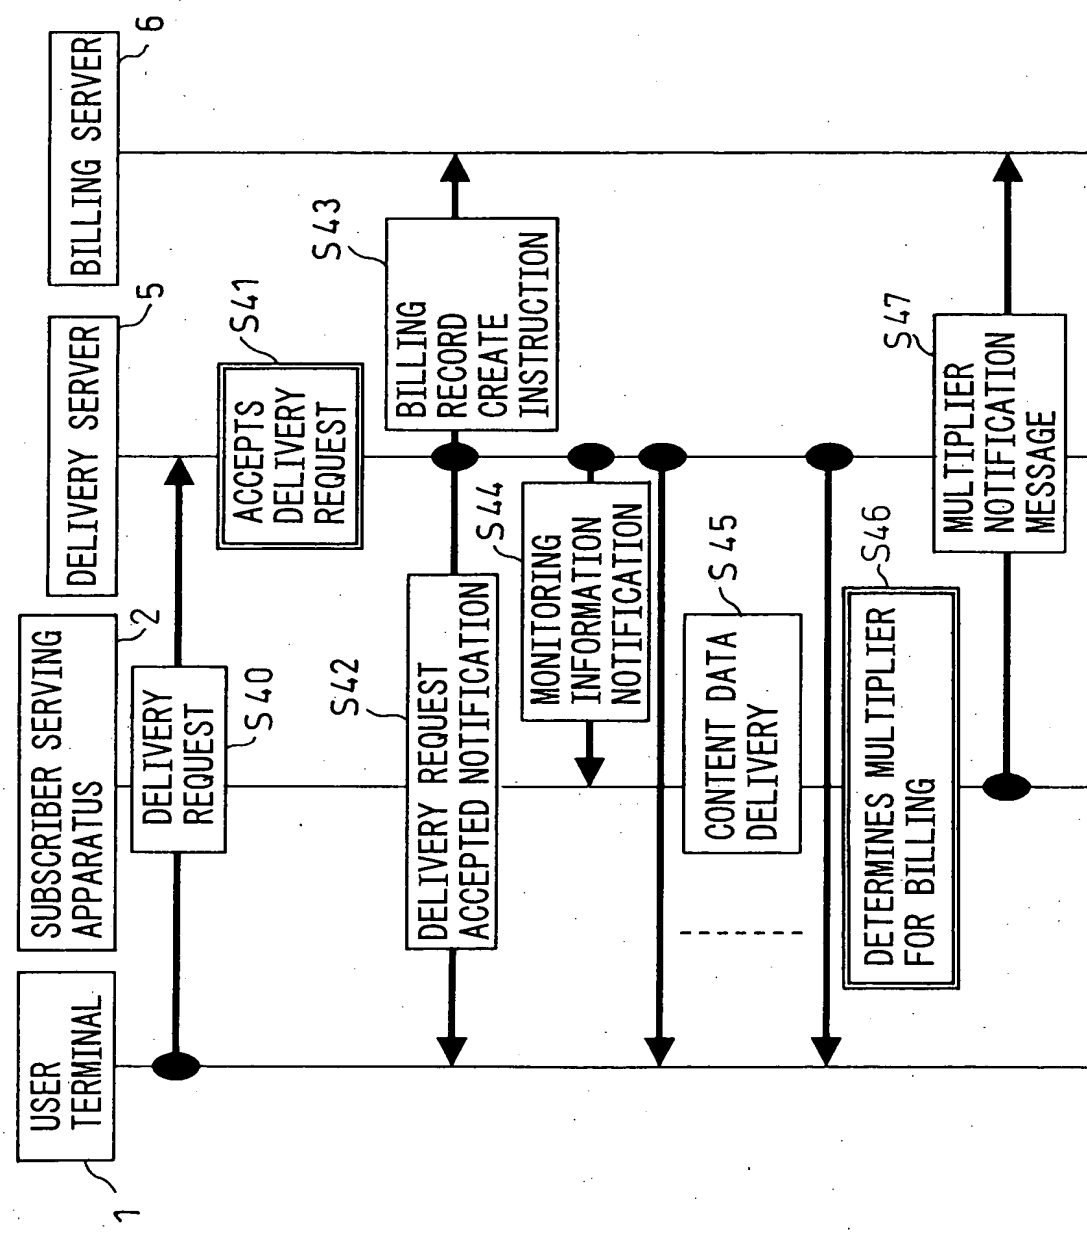 USER
TERMINAL
1
SUBSCRIBER SERVING
APPARATUS
2
DELIVERY SERVER
5
BILLING SERVER
6
DELIVERY
REQUEST
S40
ACCEPTS
DELIVERY
REQUEST
S41
DELIVERY REQUEST
ACCEPTED NOTIFICATION
S42
BILLING
RECORD
CREATE
INSTRUCTION
S43
MONITORING
INFORMATION
NOTIFICATION
S44
CONTENT DATA
DELIVERY
S45
DETERMINES MULTIPLIER
FOR BILLING
S46
MULTIPLIER
NOTIFICATION
MESSAGE
S47